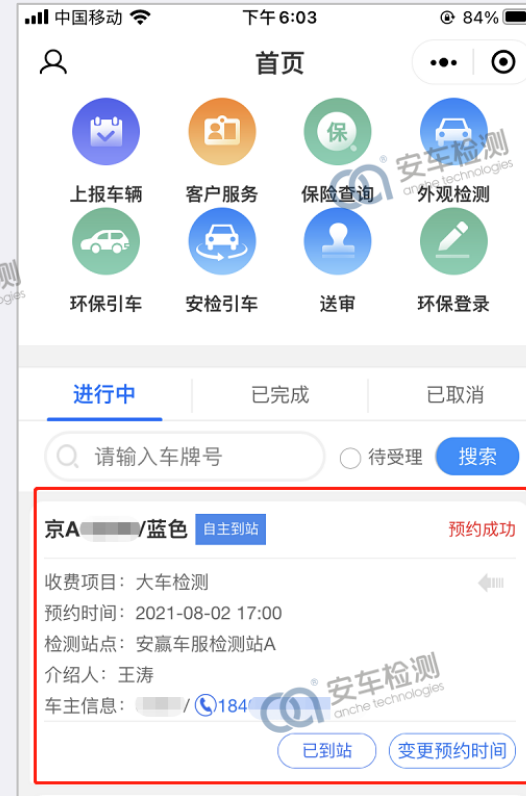 中国移动 下午6:03 84%
首页
保
上报车辆 客户服务 保险查询 外观检测
环保引车 安检引车 送审 环保登录
进行中 已完成 已取消
请输入车牌号 待受理 搜索
京A /蓝色 自主到站 预约成功
收费项目：大车检测
预约时间：2021-08-02 17:00
检测站点：安赢车服检测站A
介绍人：王涛
车主信息： / 184
已到站 变更预约时间
安车检测
anche technologies
测
ogies
安车检测
anche technologies